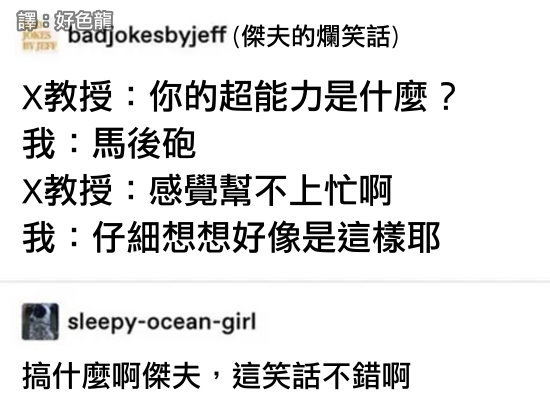 譯：好色龍
JOKES
BY JEFF
badjokesbyjeff (傑夫的爛笑話)
X教授：你的超能力是什麼？
我：馬後砲
X教授：感覺幫不上忙啊
我：仔細想想好像是這樣耶
sleepy-ocean-girl
搞什麼啊傑夫，這笑話不錯啊